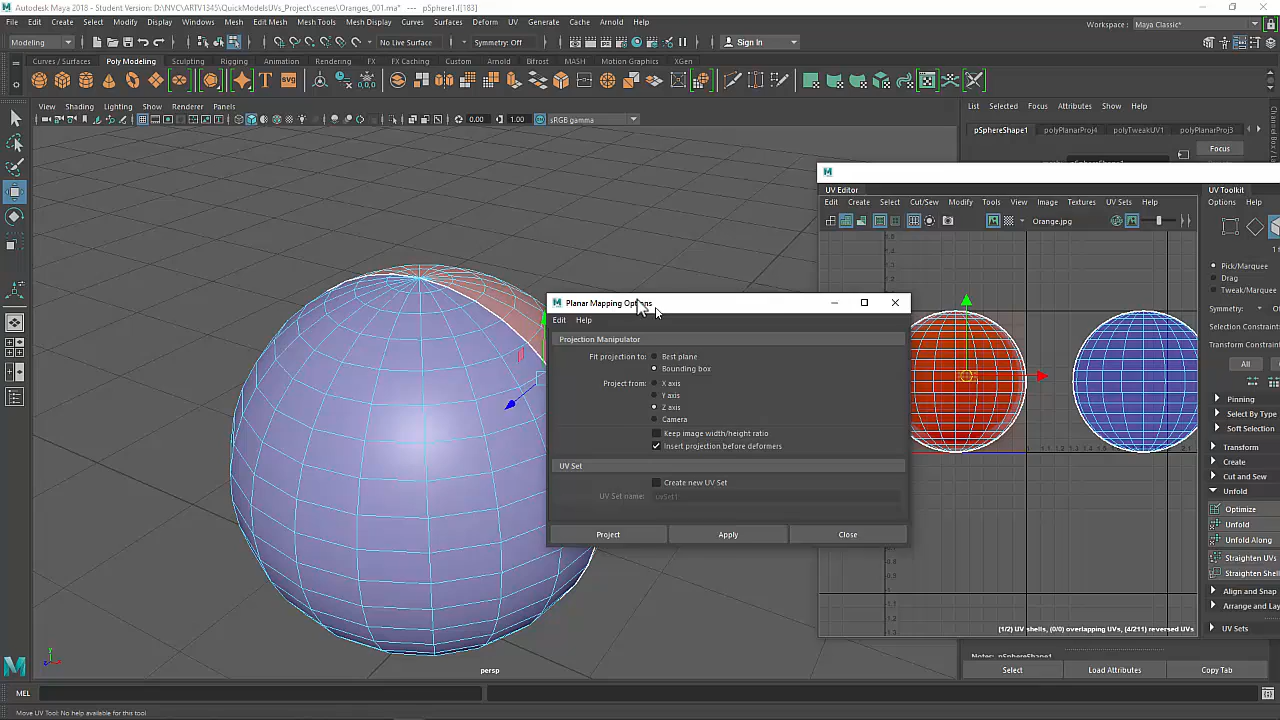 Autodesk Maya 2018 - Student Version: D:\NVC\ARTV1345\QuickModelsUVs_Project\scenes\Oranges_001.ma* --- pSphere1.f[183]
File Edit Create Select Modify Display Windows Mesh Edit Mesh Mesh Tools Mesh Display Curves Surfaces Deform UV Generate Cache Arnold Help
Workspace : Maya Classic*
Modeling No Live Surface Symmetry: Off Sign In
Curves / Surfaces Poly Modeling Sculpting Rigging Animation Rendering FX FX Caching Custom Arnold Bifrost MASH Motion Graphics XGen
View Shading Lighting Show Renderer Panels
List Selected Focus Attributes Show Help
0.00 1.00 sRGB gamma
pSphereShape1 polyPlanarProj4 polyTweakUV1 polyPlanarProj3
Focus
Channel Box / La
UV Editor
UV Toolkit
Edit Create Select Cut/Sew Modify Tools View Image Textures UV Sets Help
Options Help
Orange.jpg
Pick/Marquee
Drag
Tweak/Marquee
Symmetry:
Selection Constraint
Transform Constraint
All
Pinning
Select By Type
Soft Selection
Transform
Create
Cut and Sew
Unfold
Optimize
Unfold
Unfold Along
Straighten UVs
Straighten Shell
Align and Snap
Arrange and Lay
UV Sets
Planar Mapping Options
Edit Help
Projection Manipulator
Fit projection to: Best plane
Bounding box
Project from: X axis
Y axis
Z axis
Camera
Keep image width/height ratio
Insert projection before deformers
UV Set
Create new UV Set
UV Set name: uvSet1
Project Apply Close
(1/2) UV shells, (0/0) overlapping UVs, (4/211) reversed UVs
Notes: pSphereShape1
persp
Select Load Attributes Copy Tab
MEL
Move UV Tool: No help available for this tool